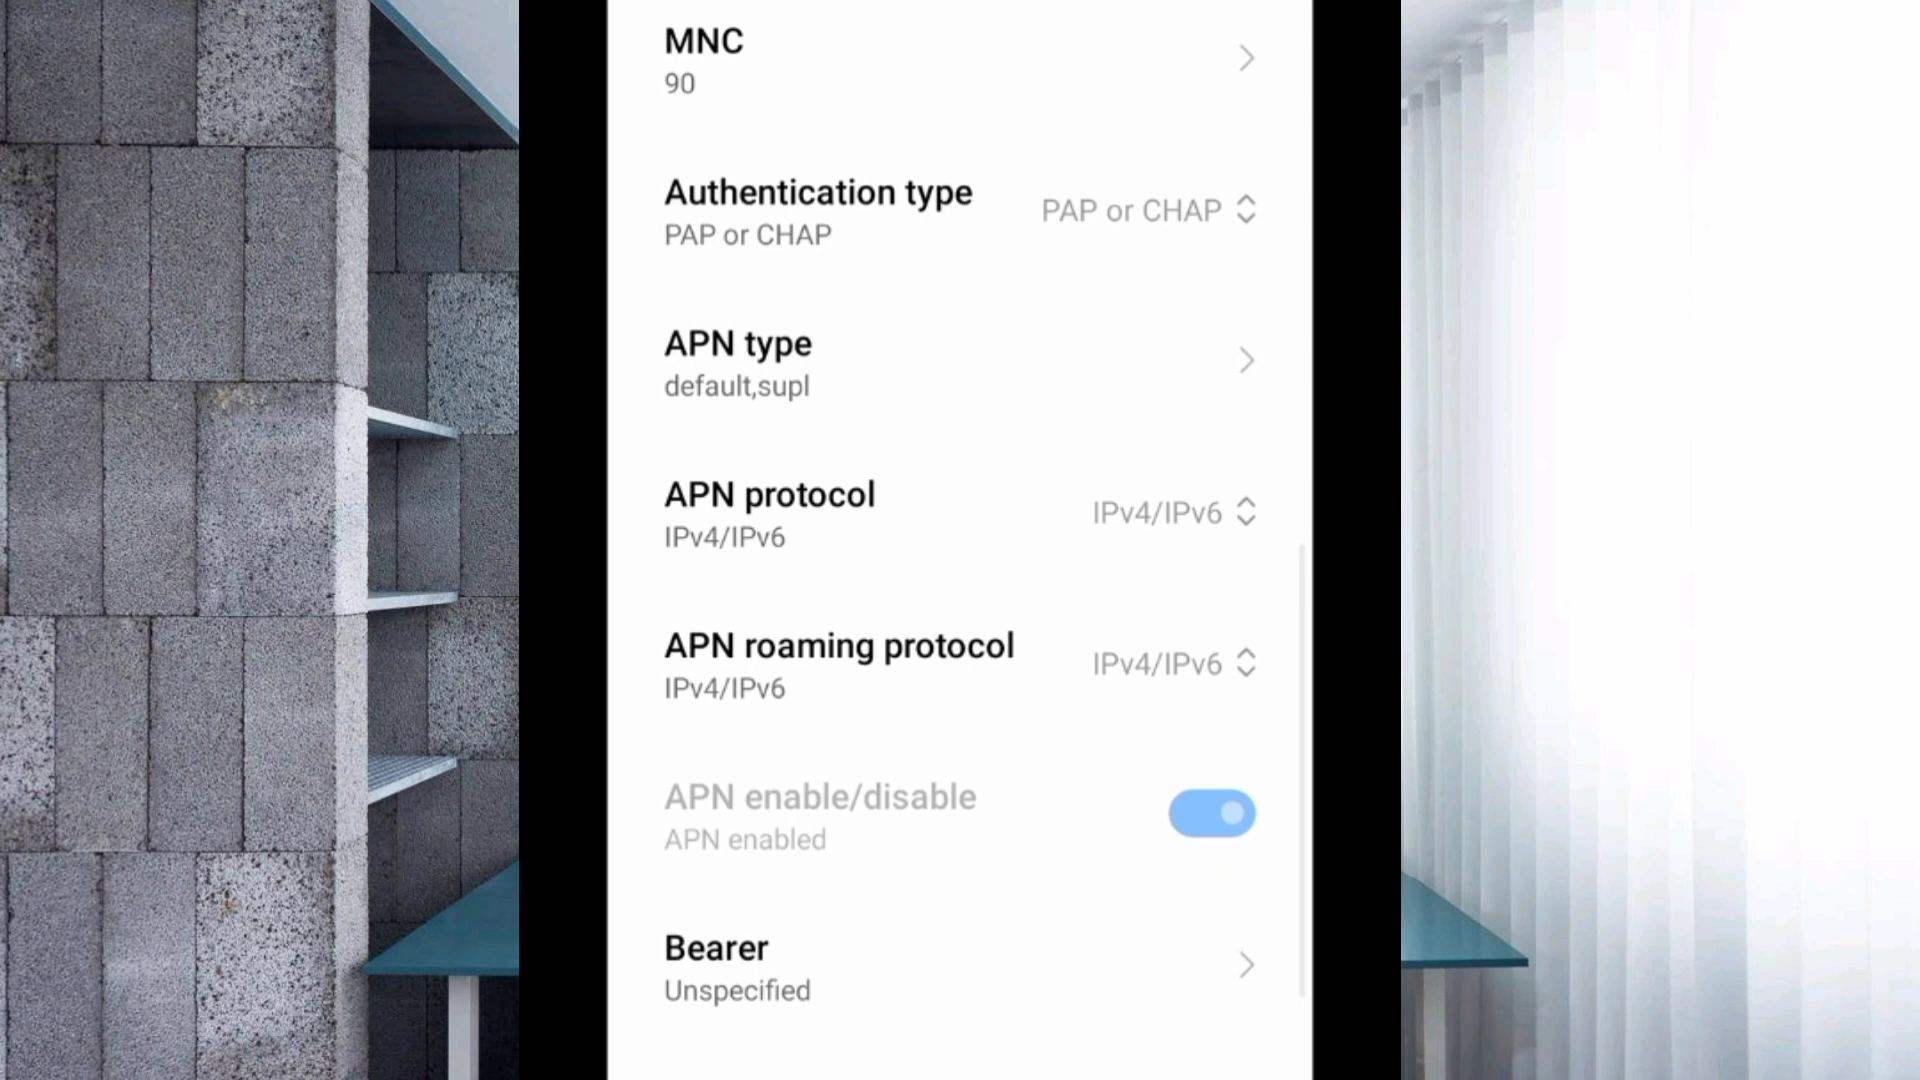 MNC
90
Authentication type
PAP or CHAP
PAP or CHAP
APN type
default,supl
APN protocol
IPv4/IPv6
IPv4/IPv6
APN roaming protocol
IPv4/IPv6
IPv4/IPv6
APN enable/disable
APN enabled
Bearer
Unspecified